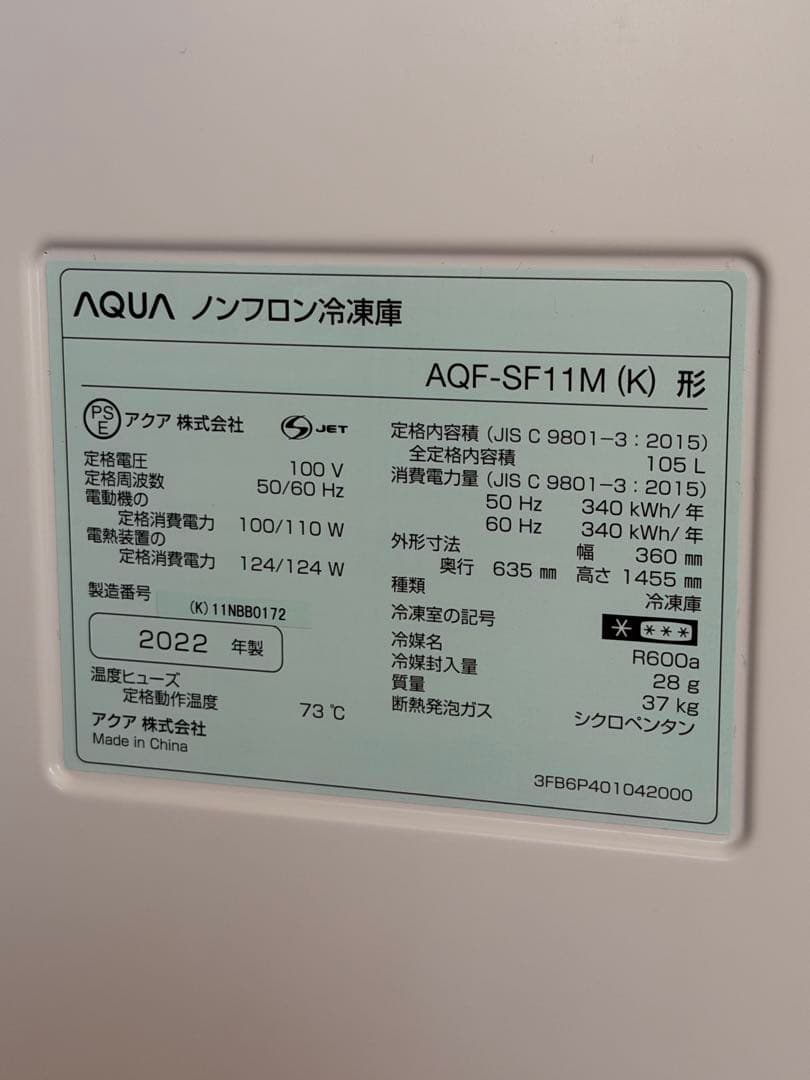 AQUA ノンフロン冷凍庫
AQF-SF11M (K) 形
PS E アクア 株式会社 S JET
定格電圧 100 V
定格周波数 50/60 Hz
電動機の
定格消費電力 100/110 W
電熱装置の
定格消費電力 124/124 W
製造番号
(K) 11NBB0172
2022 年製
温度ヒューズ
定格動作温度 73 ℃
アクア 株式会社
Made in China
定格内容積 (JIS C 9801-3 : 2015)
全定格内容積 105 L
消費電力量 (JIS C 9801-3 : 2015)
50 Hz 340 kWh/年
60 Hz 340 kWh/年
外形寸法 幅 360 mm
奥行 635 mm 高さ 1455 mm
種類 冷凍庫
冷凍室の記号 * ***
冷媒名 R600a
冷媒封入量 28 g
質量 37 kg
断熱発泡ガス シクロペンタン
3FB6P401042000